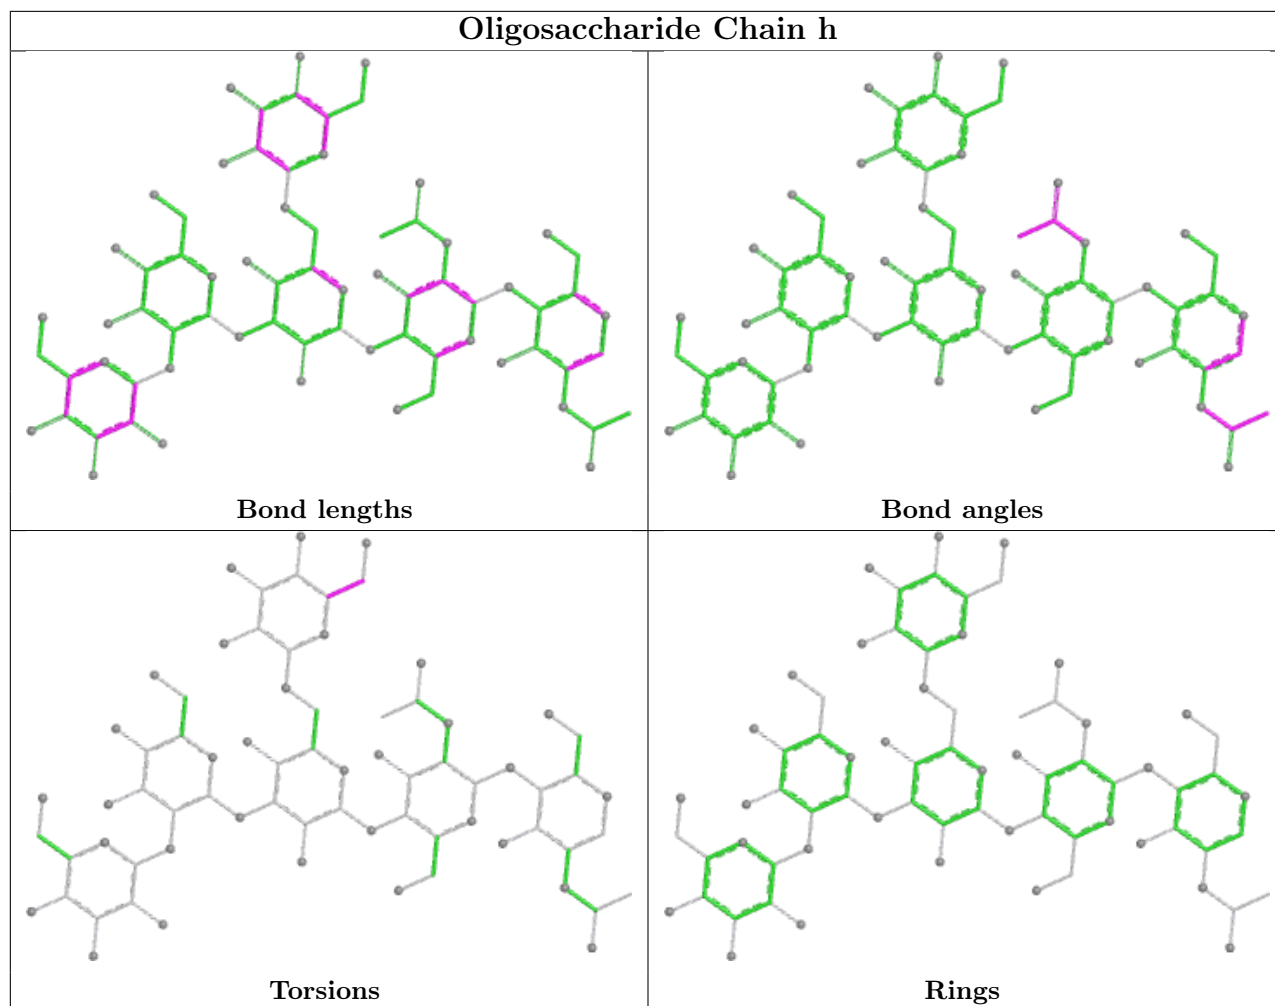 Oligosaccharide Chain h
Bond lengths
Bond angles
Torsions
Rings